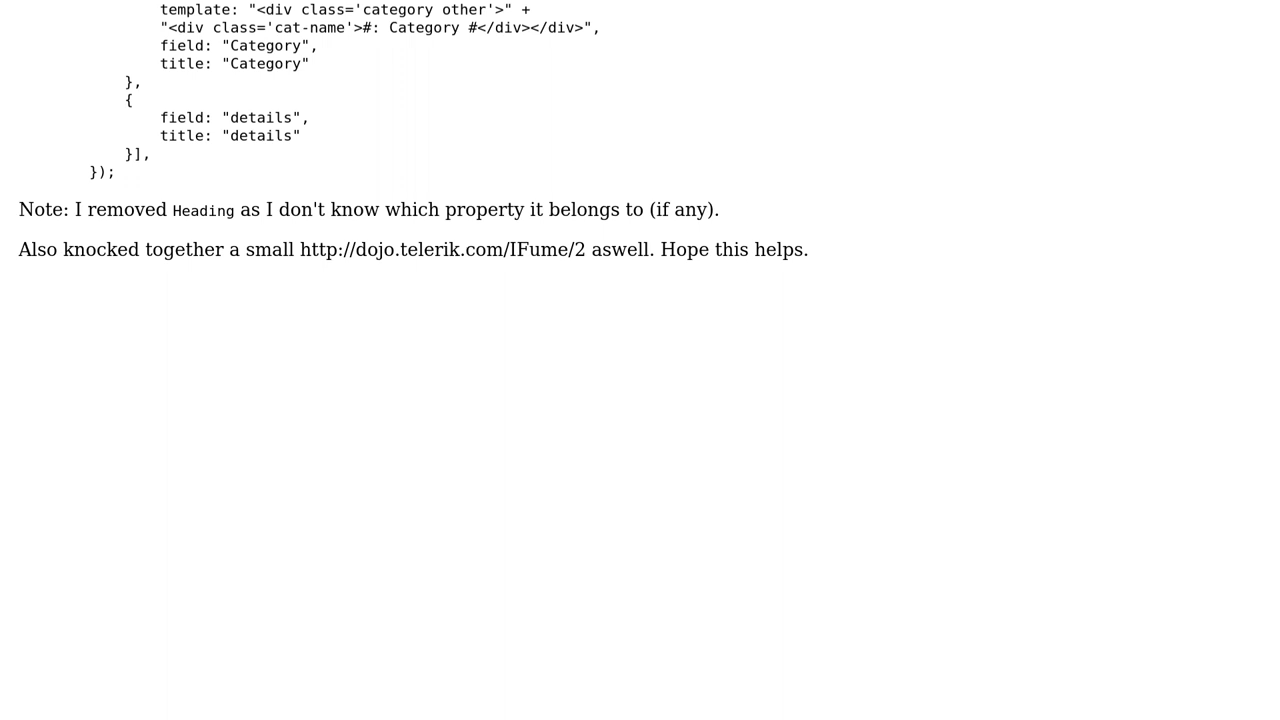 template: "<div class='category other'>" +
"<div class='cat-name'>#: Category #</div></div>",
field: "Category",
title: "Category"
},
{
field: "details",
title: "details"
}],
});
Note: I removed Heading as I don't know which property it belongs to (if any).
Also knocked together a small http://dojo.telerik.com/IFume/2 aswell. Hope this helps.